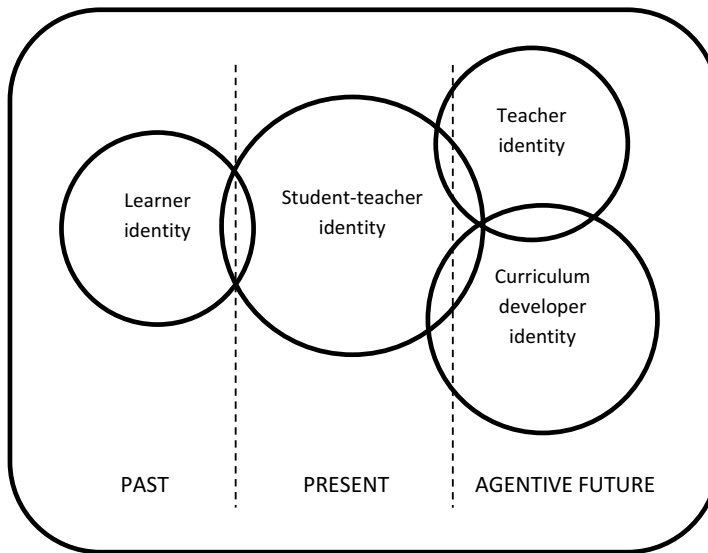 Teacher
identity
Learner
identity
Student-teacher
identity
Curriculum
developer
identity
PAST
PRESENT
AGENTIVE FUTURE